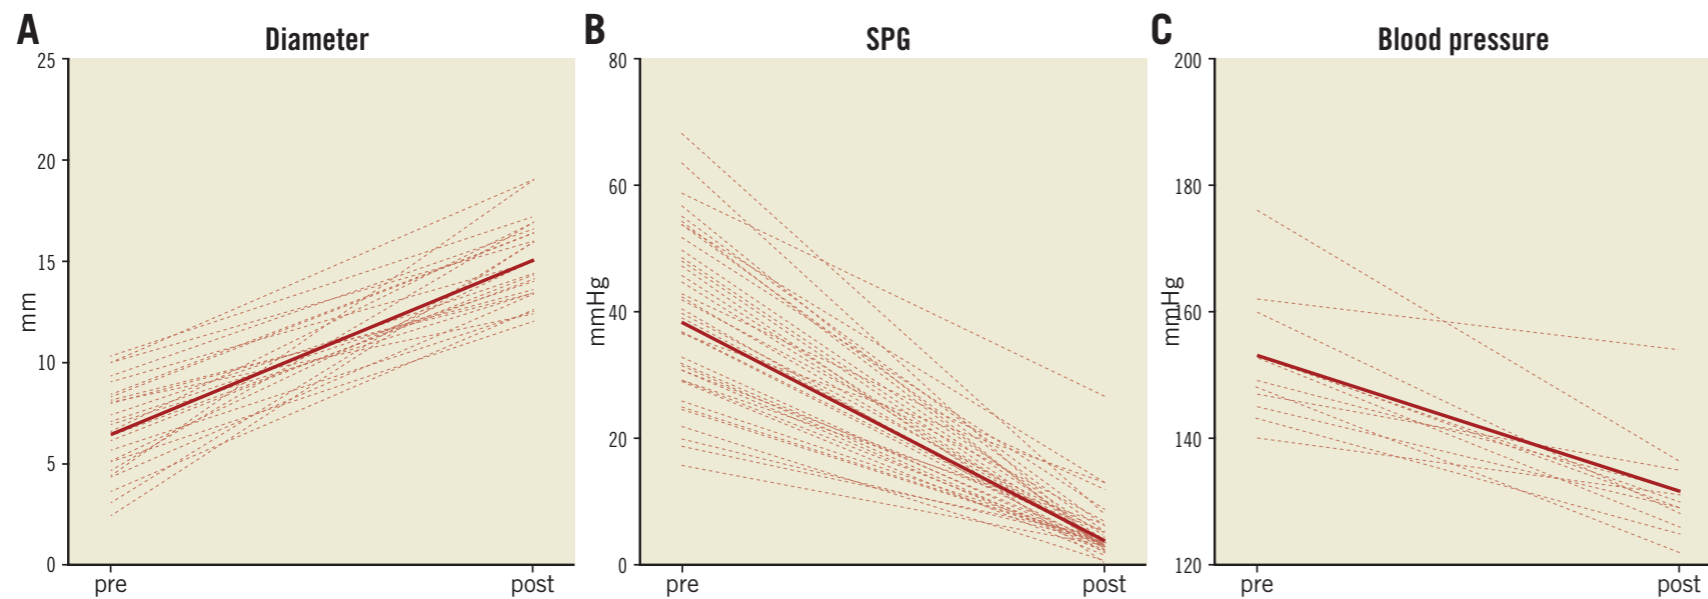 A
Diameter
25
20
15
10
5
0
mm
pre
post
B
SPG
80
60
40
20
0
mmHg
pre
post
C
Blood pressure
200
180
160
140
120
mmHg
pre
post